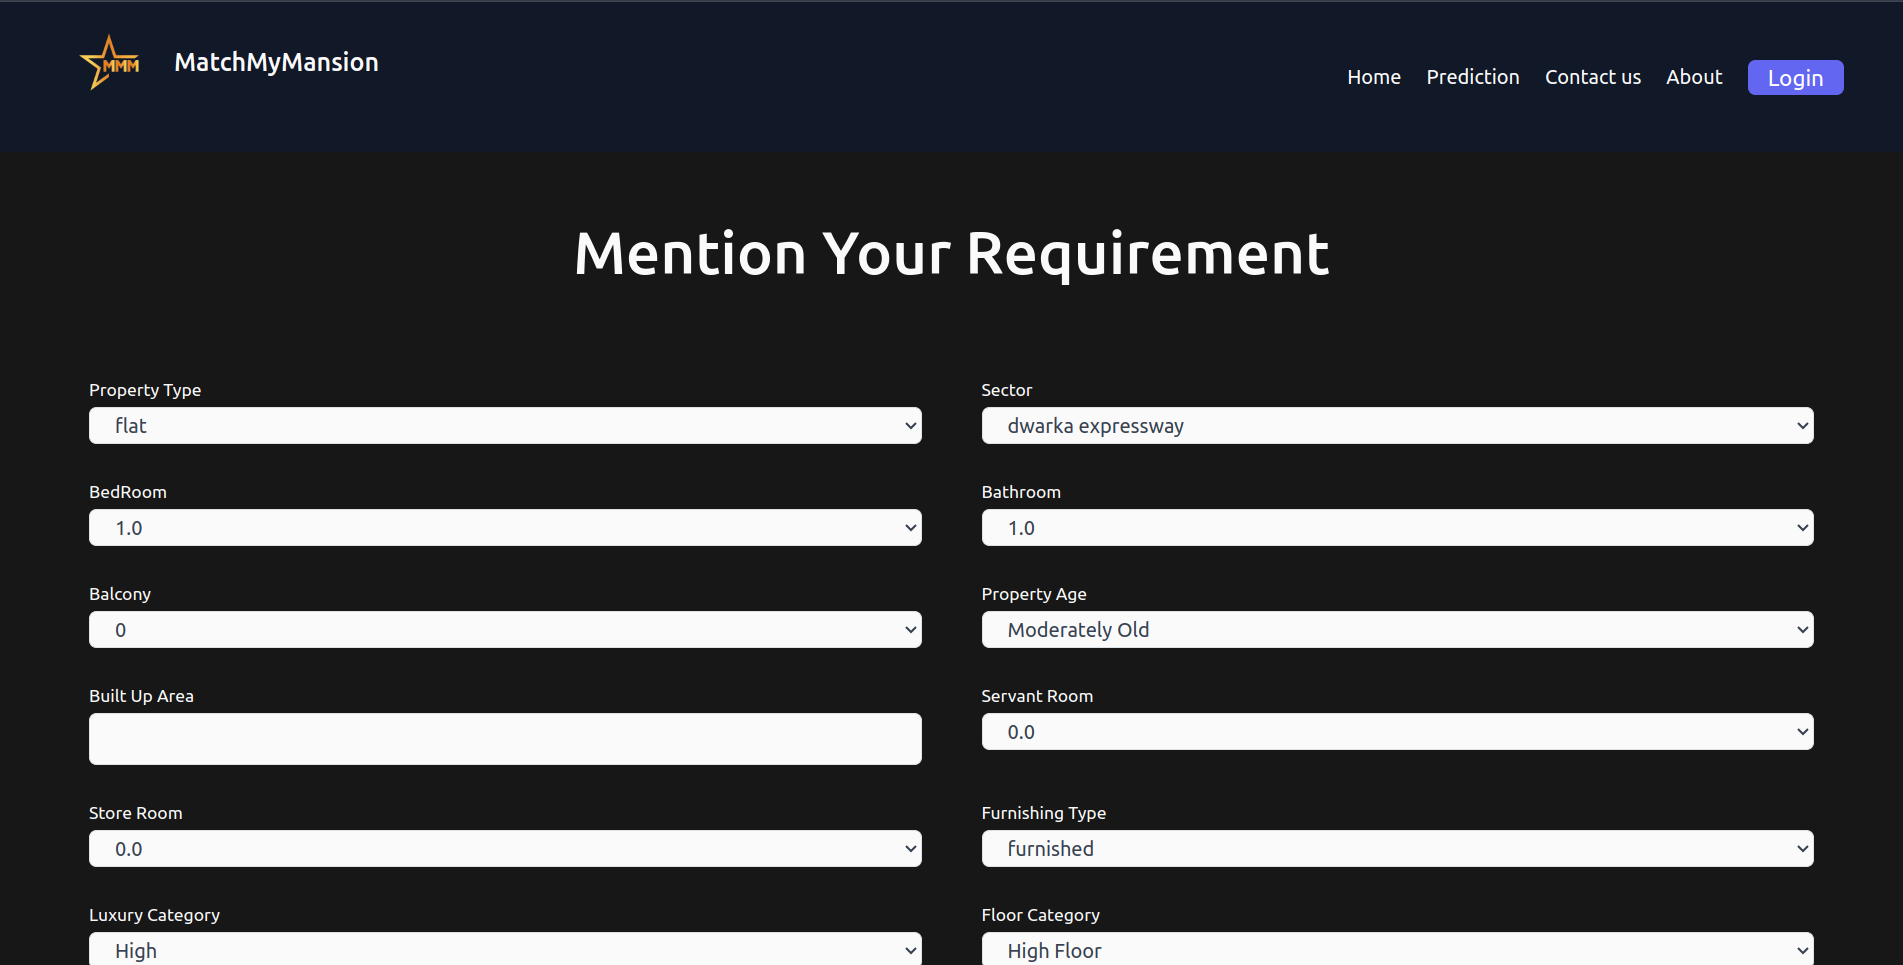 MMM
MatchMyMansion
Home Prediction Contact us About Login
Mention Your Requirement
Property Type
flat
Sector
dwarka expressway
BedRoom
1.0
Bathroom
1.0
Balcony
0
Property Age
Moderately Old
Built Up Area
Servant Room
0.0
Store Room
0.0
Furnishing Type
furnished
Luxury Category
High
Floor Category
High Floor